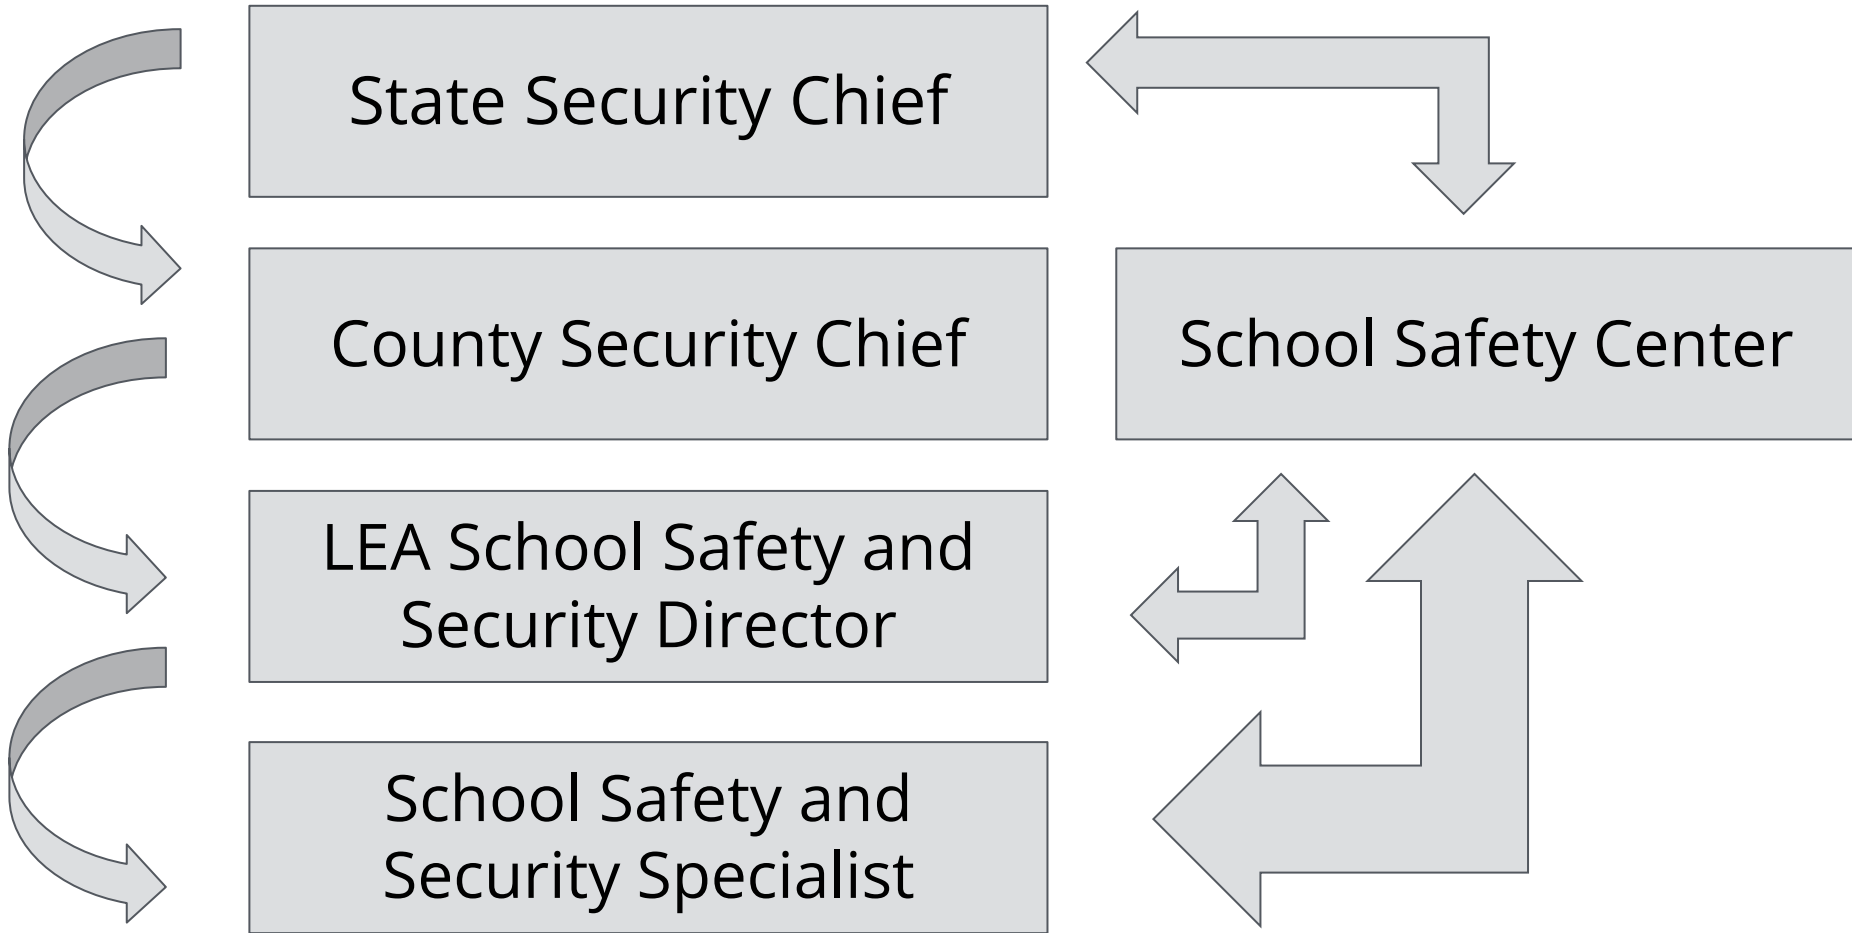 State Security Chief
County Security Chief
School Safety Center
LEA School Safety and
Security Director
School Safety and
Security Specialist